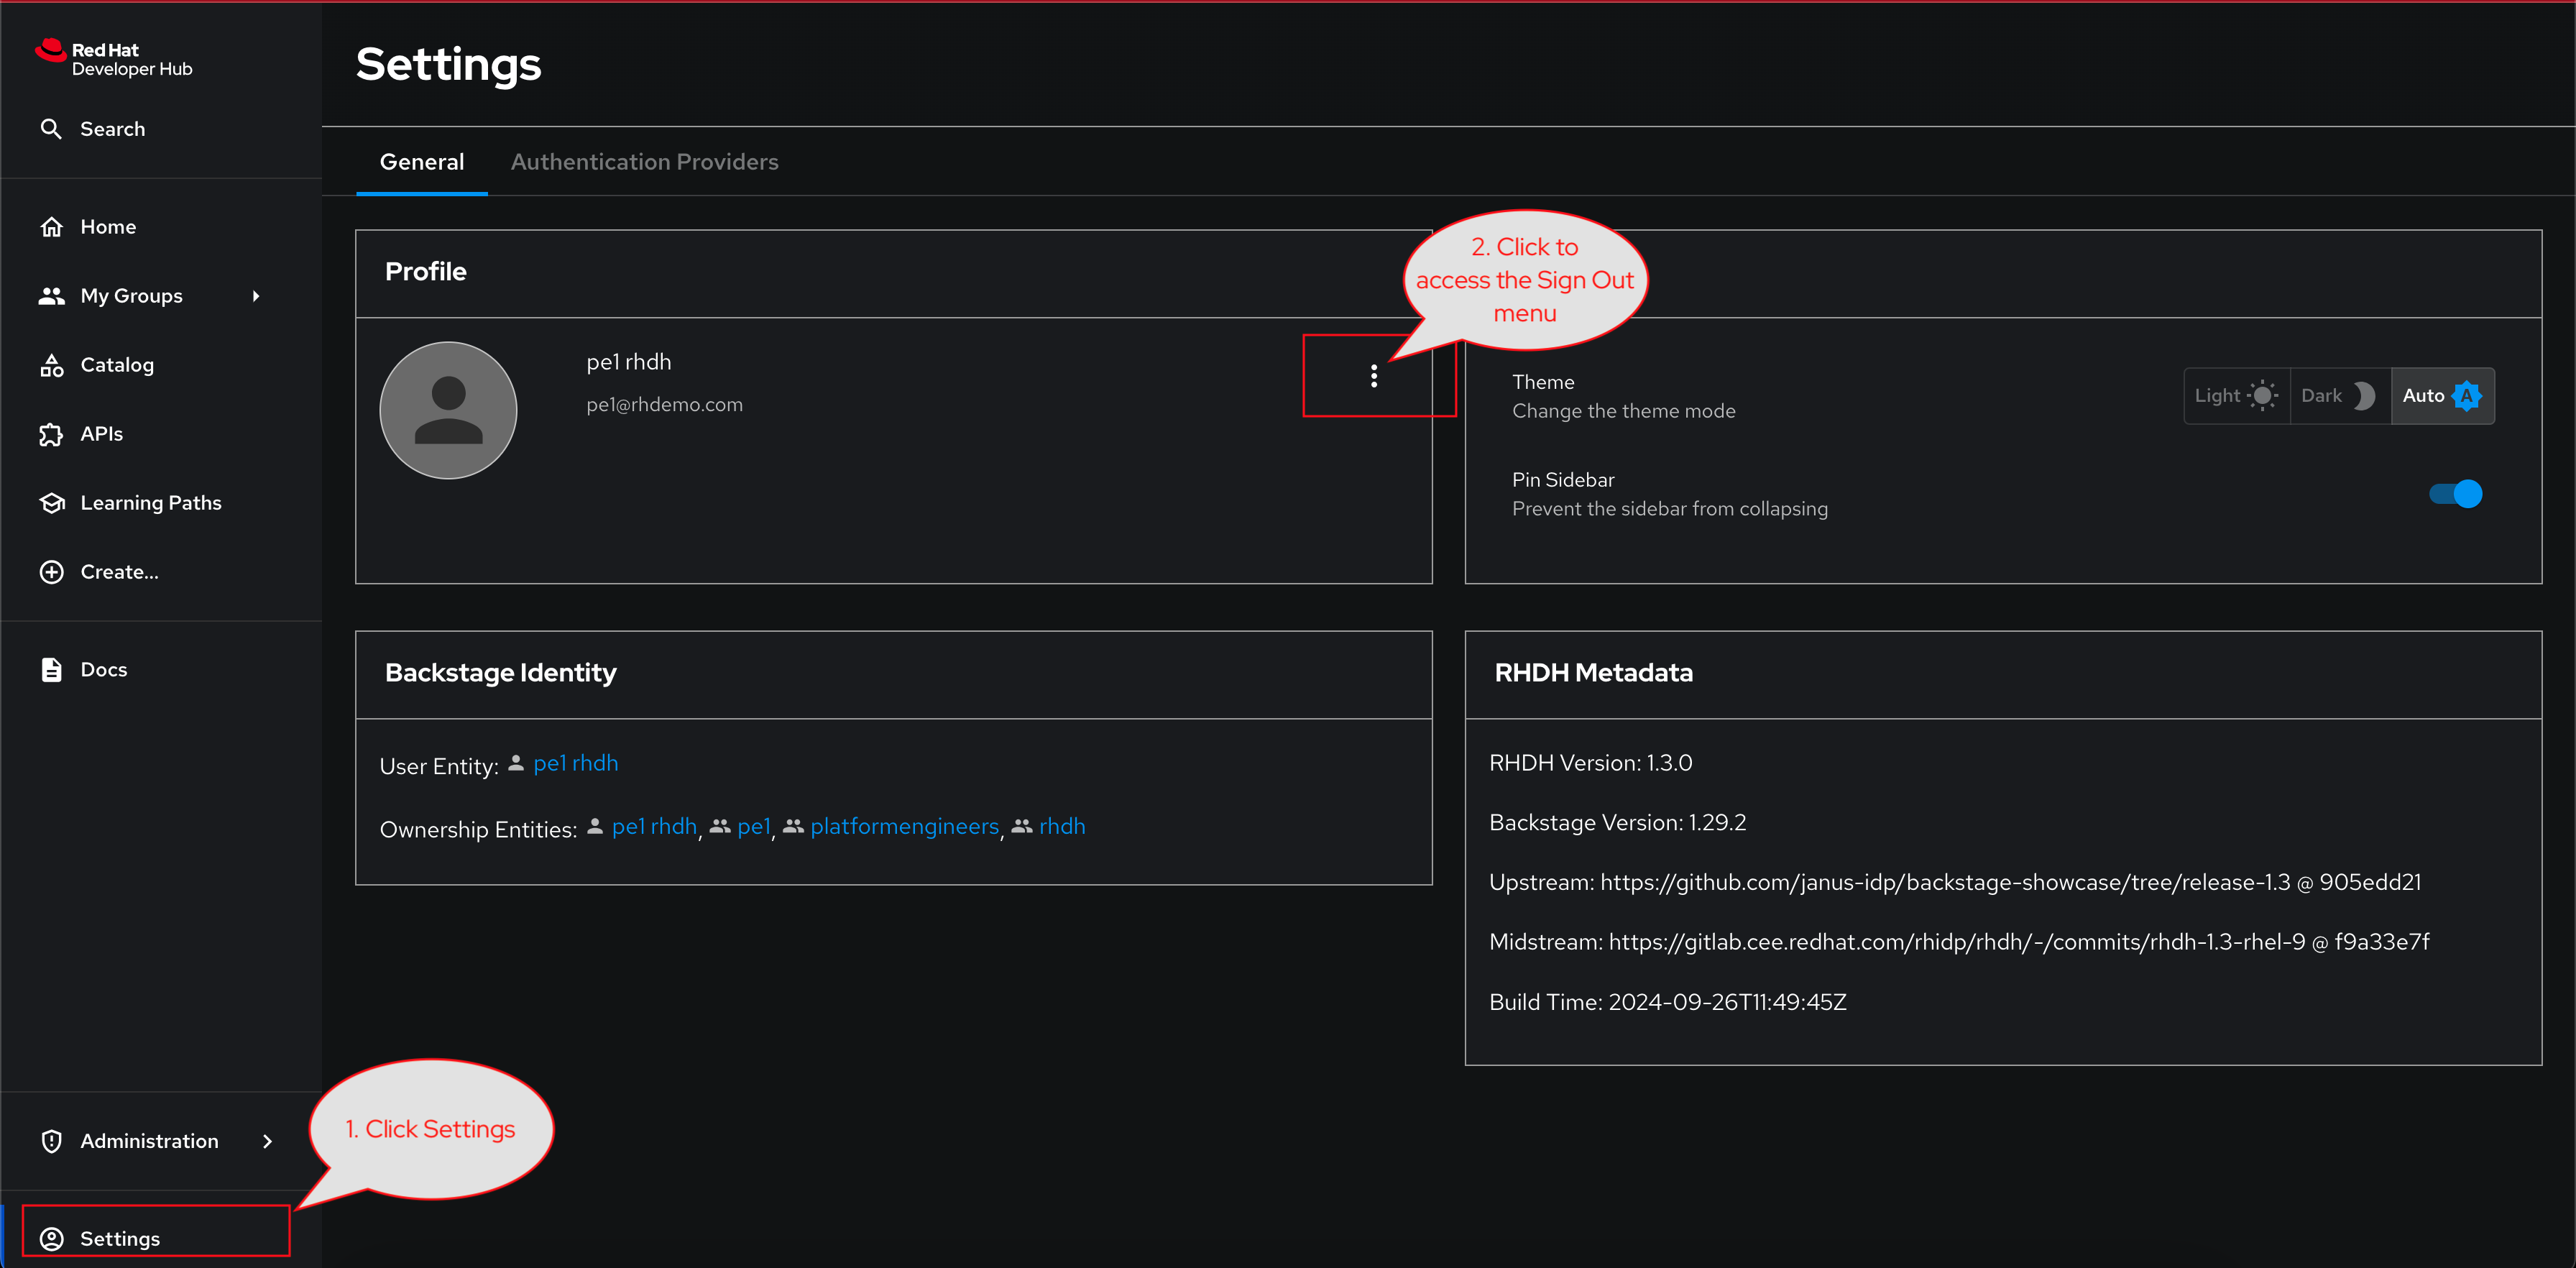 Red Hat
Developer Hub
Search
Home
My Groups
Catalog
APIs
Learning Paths
Create...
Docs
Administration
Settings
Settings
General
Authentication Providers
Profile
pe1 rhdh
pe1@rhdemo.com
2. Click to
access the Sign Out
menu
Theme
Change the theme mode
Light
Dark
Auto A
Pin Sidebar
Prevent the sidebar from collapsing
Backstage Identity
User Entity: pe1 rhdh
Ownership Entities: pe1 rhdh, pe1, platformengineers, rhdh
RHDH Metadata
RHDH Version: 1.3.0
Backstage Version: 1.29.2
Upstream: https://github.com/janus-idp/backstage-showcase/tree/release-1.3 @ 905edd21
Midstream: https://gitlab.cee.redhat.com/rhidp/rhdh/-/commits/rhdh-1.3-rhel-9 @ f9a33e7f
Build Time: 2024-09-26T11:49:45Z
1. Click Settings